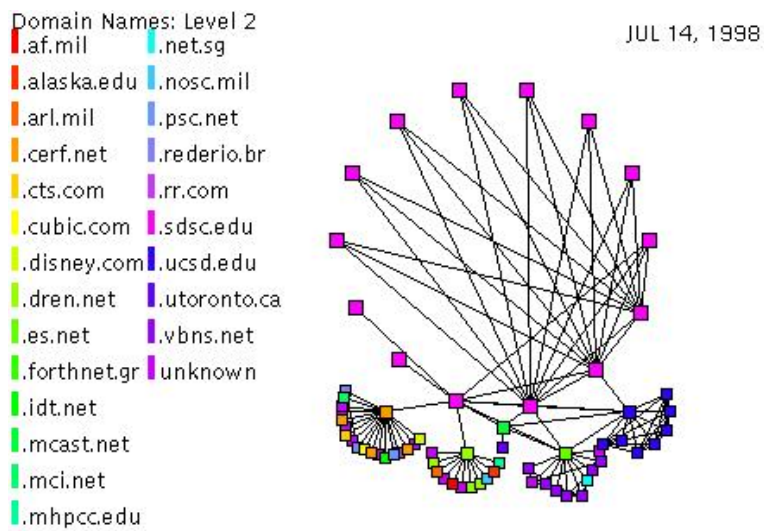 Domain Names: Level 2
JUL 14, 1998
.af.mil
.alaska.edu
.arl.mil
.cerf.net
.cts.com
.cubic.com
.disney.com
.dren.net
.es.net
.forthnet.gr
.idt.net
.mcast.net
.mci.net
.mhpcc.edu
.net.sg
.nosc.mil
.psc.net
.rederio.br
.rr.com
.sdsc.edu
.ucsd.edu
.utoronto.ca
.vbns.net
unknown